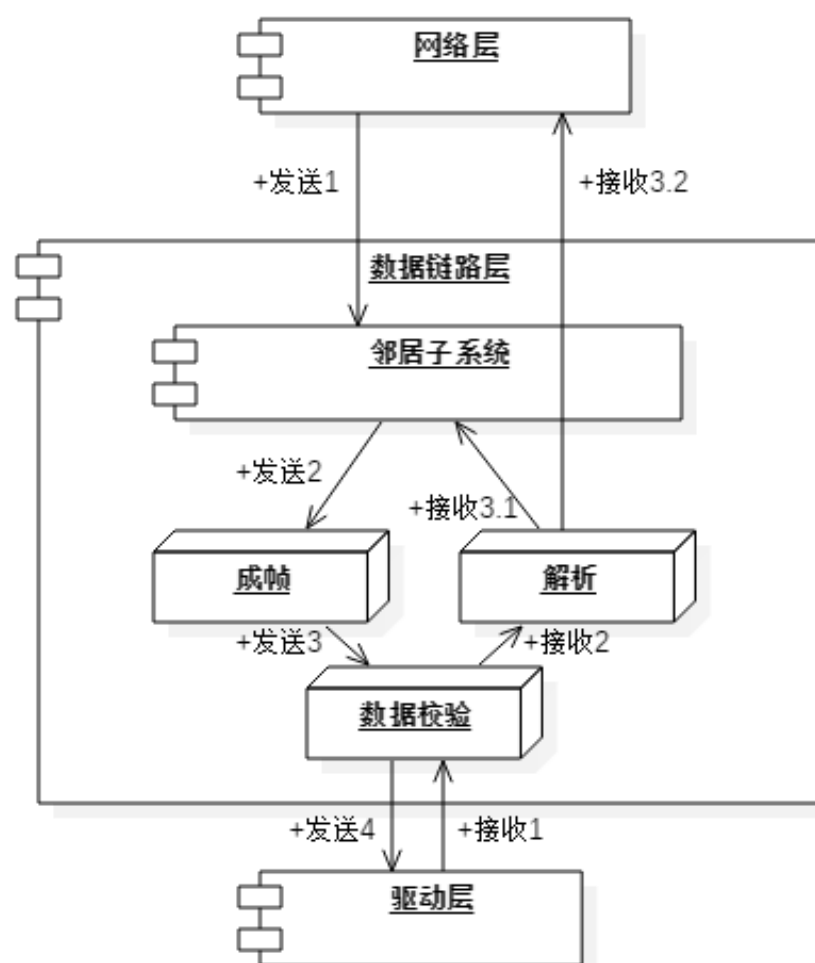 网络层
+发送1
+接收3.2
数据链路层
邻居子系统
+发送2
+接收3.1
成帧
解析
+发送3
+接收2
数据校验
+发送4
+接收1
驱动层